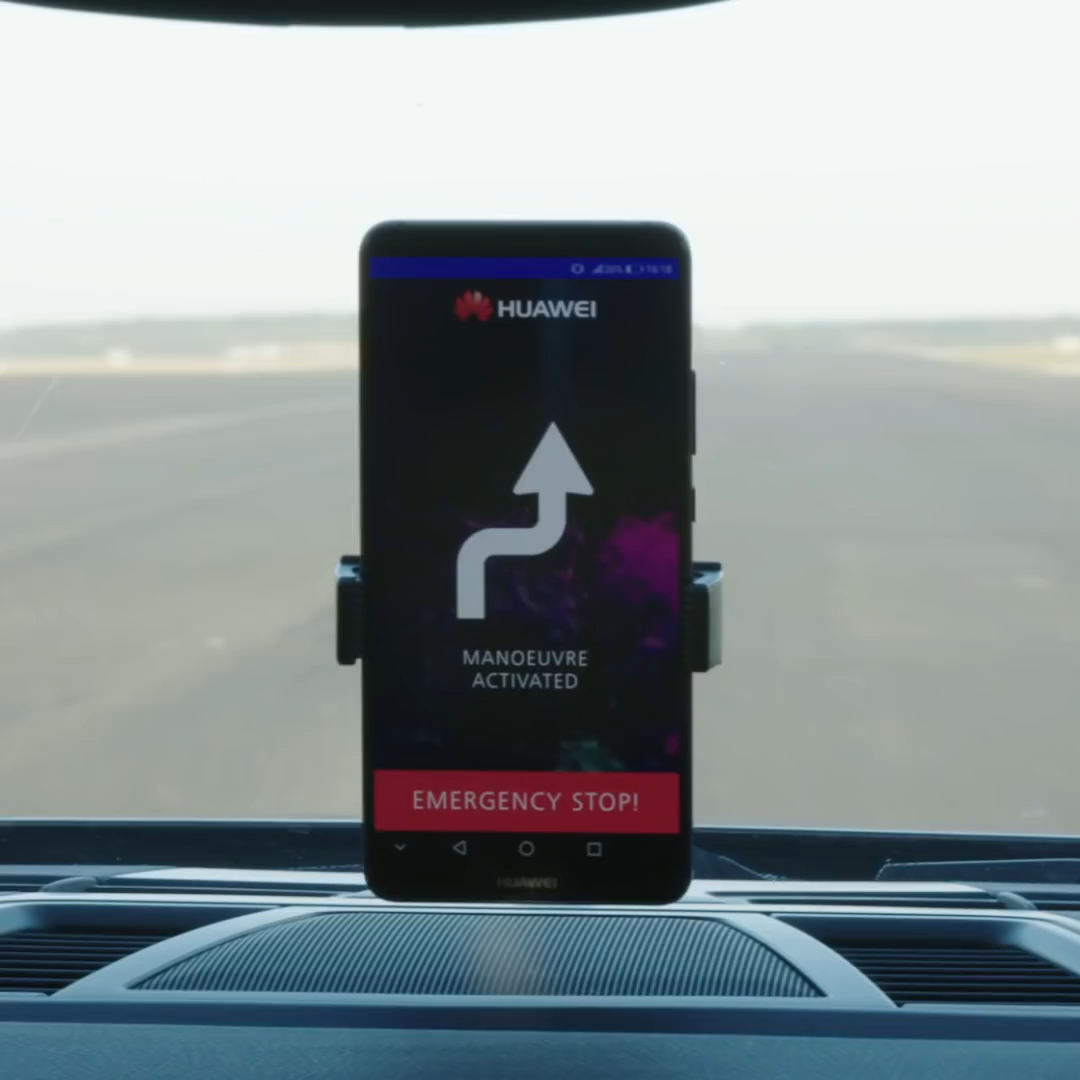 HUAWEI
MANOEUVRE
ACTIVATED
EMERGENCY STOP!
HUAWEI